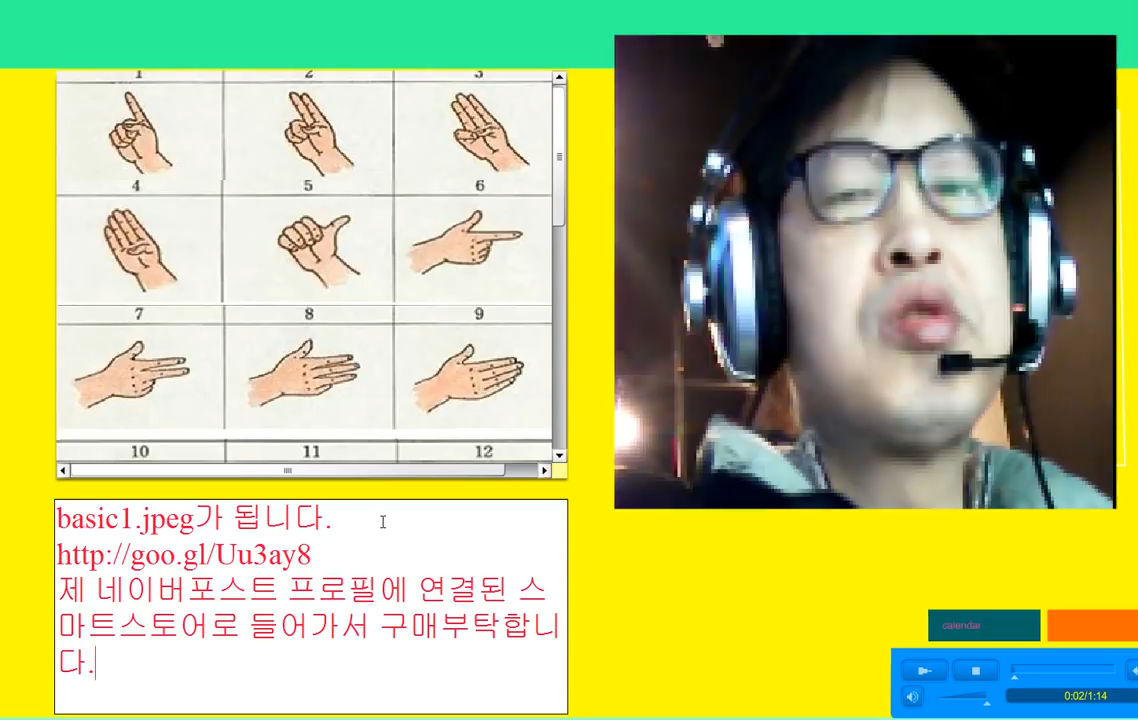 1 2 3
4 5 6
7 8 9
10 11 12
basic1.jpeg가 됩니다.
http://goo.gl/Uu3ay8
제 네이버포스트 프로필에 연결된 스
마트스토어로 들어가서 구매부탁합니
다.
calendar
0:02/1:14